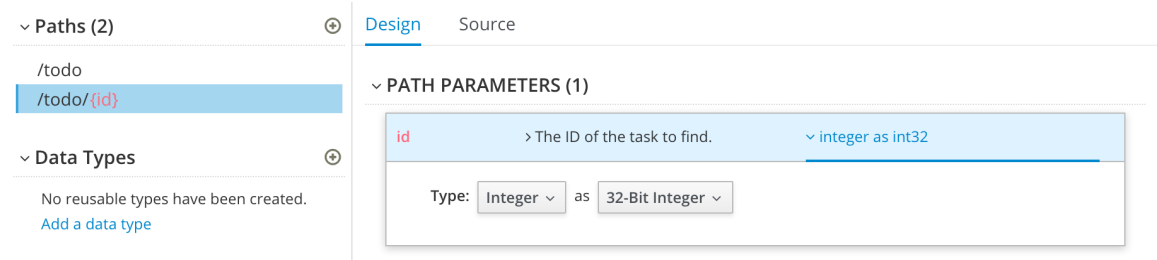 Paths (2)
/todo
/todo/{id}
Data Types
No reusable types have been created.
Add a data type
Design
Source
PATH PARAMETERS (1)
id
The ID of the task to find.
integer as int32
Type: Integer as 32-Bit Integer